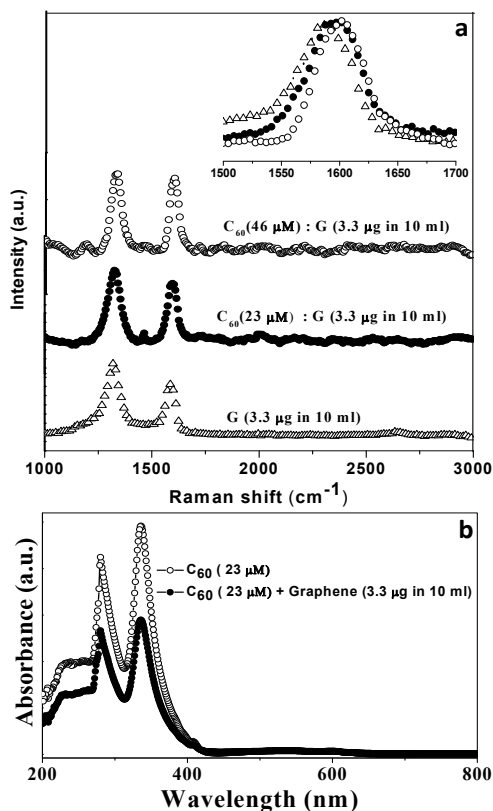 a
1500 1550 1600 1650 1700
C60(46 μM) : G (3.3 μg in 10 ml)
C60(23 μM) : G (3.3 μg in 10 ml)
G (3.3 μg in 10 ml)
Intensity (a.u.)
1000 1500 2000 2500 3000
Raman shift (cm-1)
b
C60 ( 23 μM)
C60 ( 23 μM) + Graphene (3.3 μg in 10 ml)
Absorbance (a.u.)
200 400 600 800
Wavelength (nm)